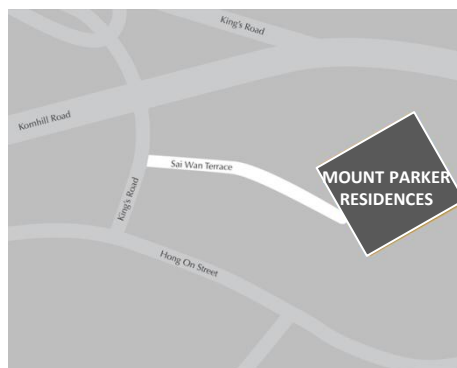 King's Road
Kornhill Road
Sai Wan Terrace
MOUNT PARKER
RESIDENCES
King's Road
Hong On Street